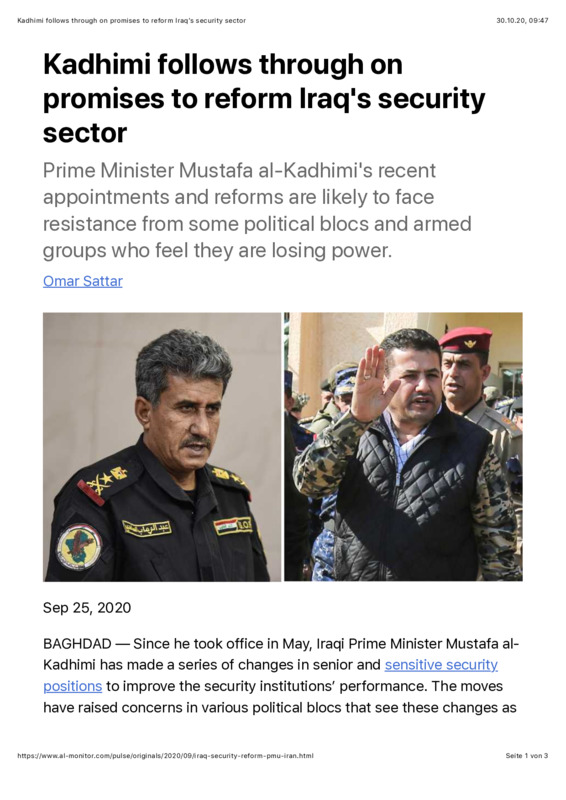 Kadhimi follows through on promises to reform Iraq's security sector
30.10.20, 09:47
Kadhimi follows through on
promises to reform Iraq's security
sector
Prime Minister Mustafa al-Kadhimi's recent
appointments and reforms are likely to face
resistance from some political blocs and armed
groups who feel they are losing power.
Omar Sattar
Sep 25, 2020
BAGHDAD — Since he took office in May, Iraqi Prime Minister Mustafa al-
Kadhimi has made a series of changes in senior and sensitive security
positions to improve the security institutions’ performance. The moves
have raised concerns in various political blocs that see these changes as
https://www.al-monitor.com/pulse/originals/2020/09/iraq-security-reform-pmu-iran.html
Seite 1 von 3